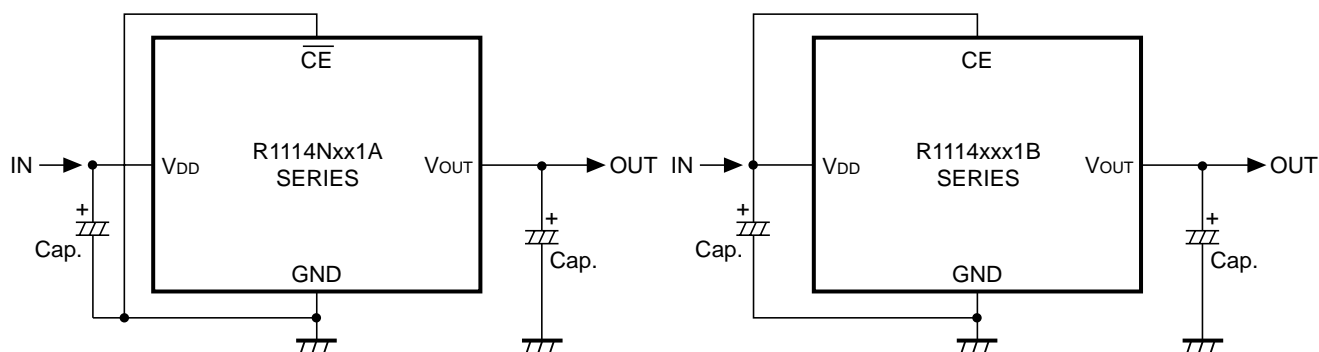 CE
R1114Nxx1A
SERIES
IN
VDD
VOUT
OUT
+
Cap.
+
Cap.
GND
CE
R1114xxx1B
SERIES
IN
VDD
VOUT
OUT
+
Cap.
+
Cap.
GND